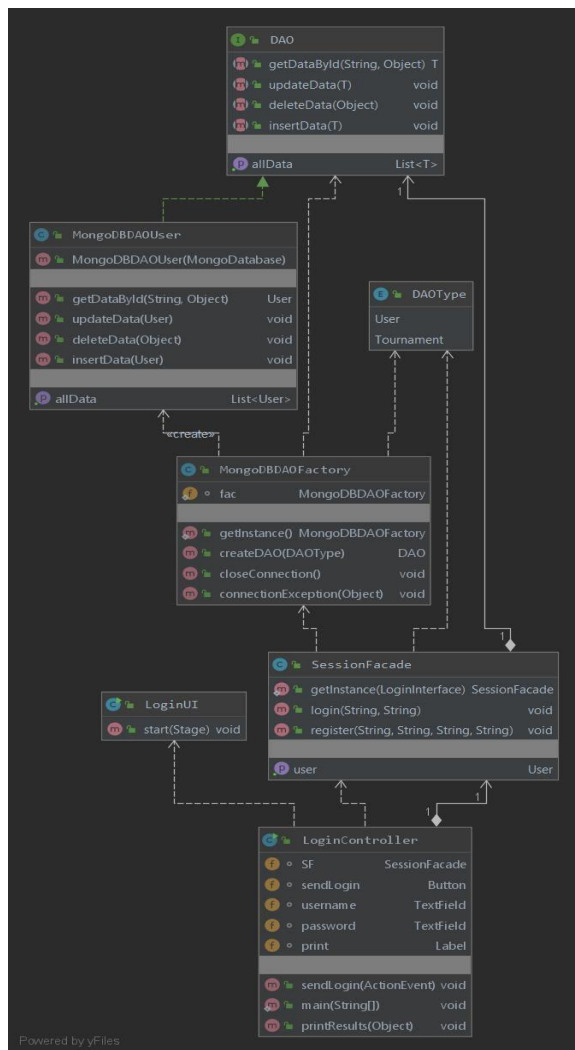 DAO
getDataById(String, Object) T
updateData(T) void
deleteData(Object) void
insertData(T) void
allData List<T>
1
MongoDBDAOUser
MongoDBDAOUser(MongoDatabase)
getDataById(String, Object) User
updateData(User) void
deleteData(Object) void
insertData(User) void
allData List<User>
DAOType
User
Tournament
«create»
MongoDBDAOFactory
fac MongoDBDAOFactory
getInstance() MongoDBDAOFactory
createDAO(DAOType) DAO
closeConnection() void
connectionException(Object) void
1
SessionFacade
getInstance(LoginInterface) SessionFacade
login(String, String) void
register(String, String, String, String) void
user User
LoginUI
start(Stage) void
1
1
LoginController
SF SessionFacade
sendLogin Button
username TextField
password TextField
print Label
sendLogin(ActionEvent) void
main(String[]) void
printResults(Object) void
Powered by yFiles